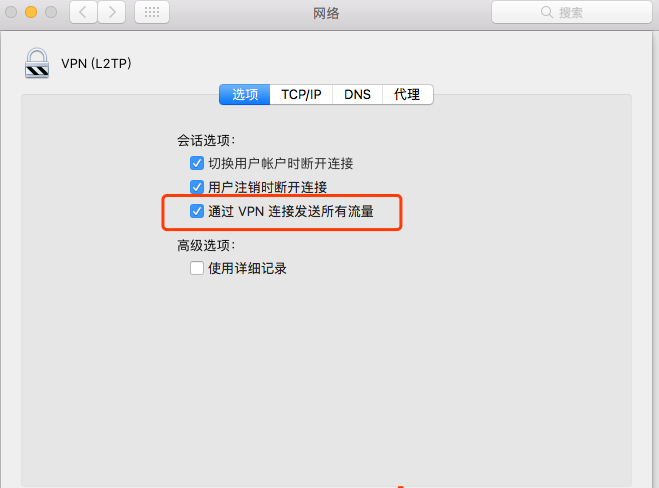 网络
搜索
VPN (L2TP)
选项 TCP/IP DNS 代理
会话选项：
切换用户帐户时断开连接
用户注销时断开连接
通过 VPN 连接发送所有流量
高级选项：
使用详细记录